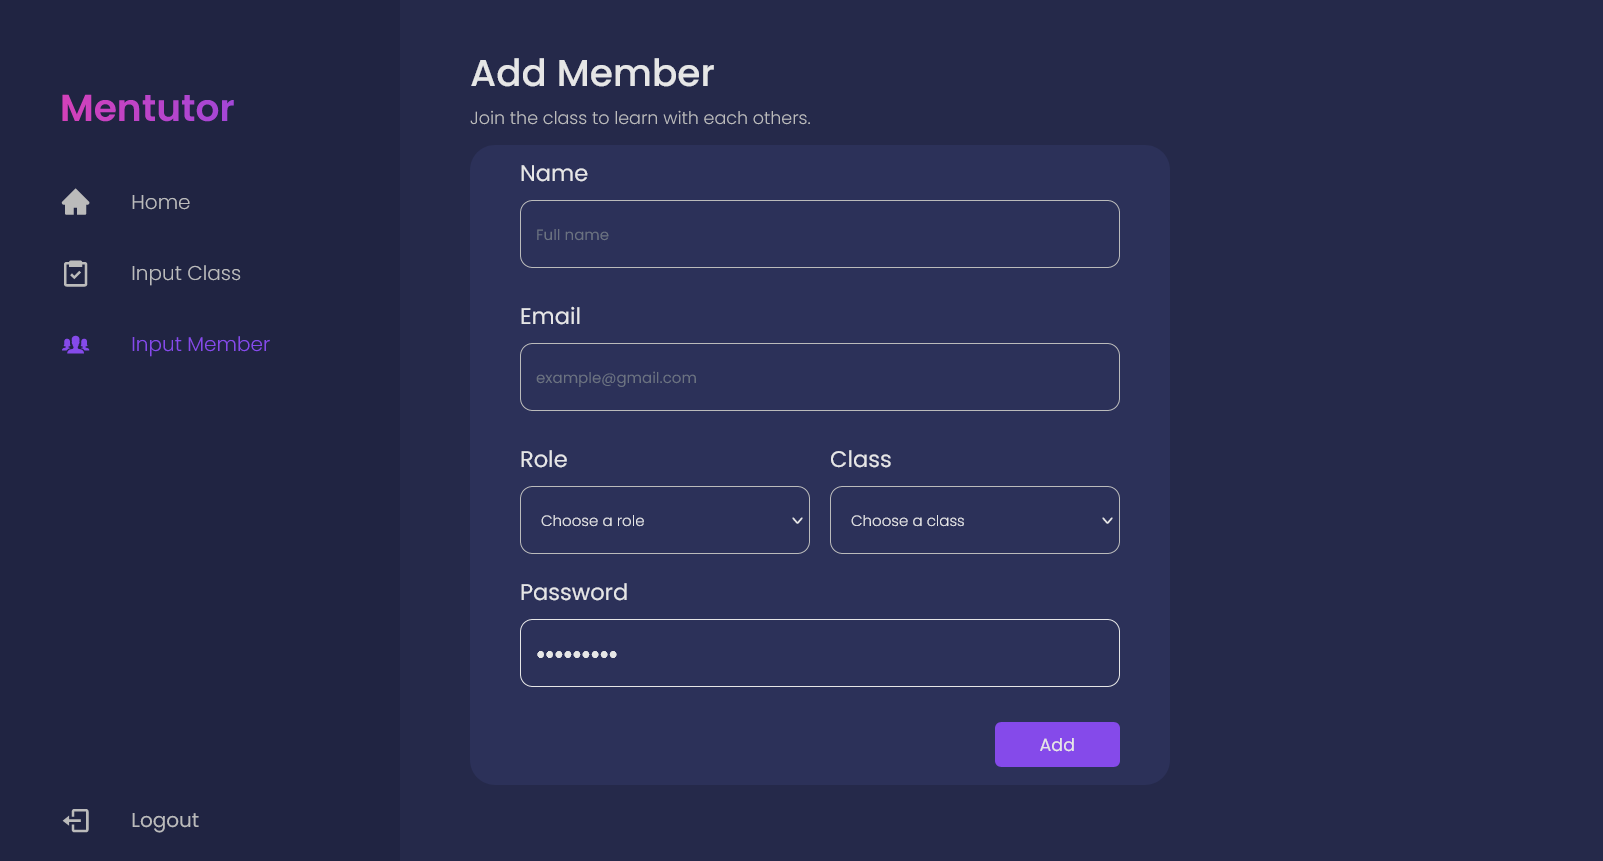 Mentutor
Home
Input Class
Input Member
Logout
Add Member
Join the class to learn with each others.
Name
Full name
Email
example@gmail.com
Role
Class
Choose a role
Choose a class
Password
•••••••••
Add